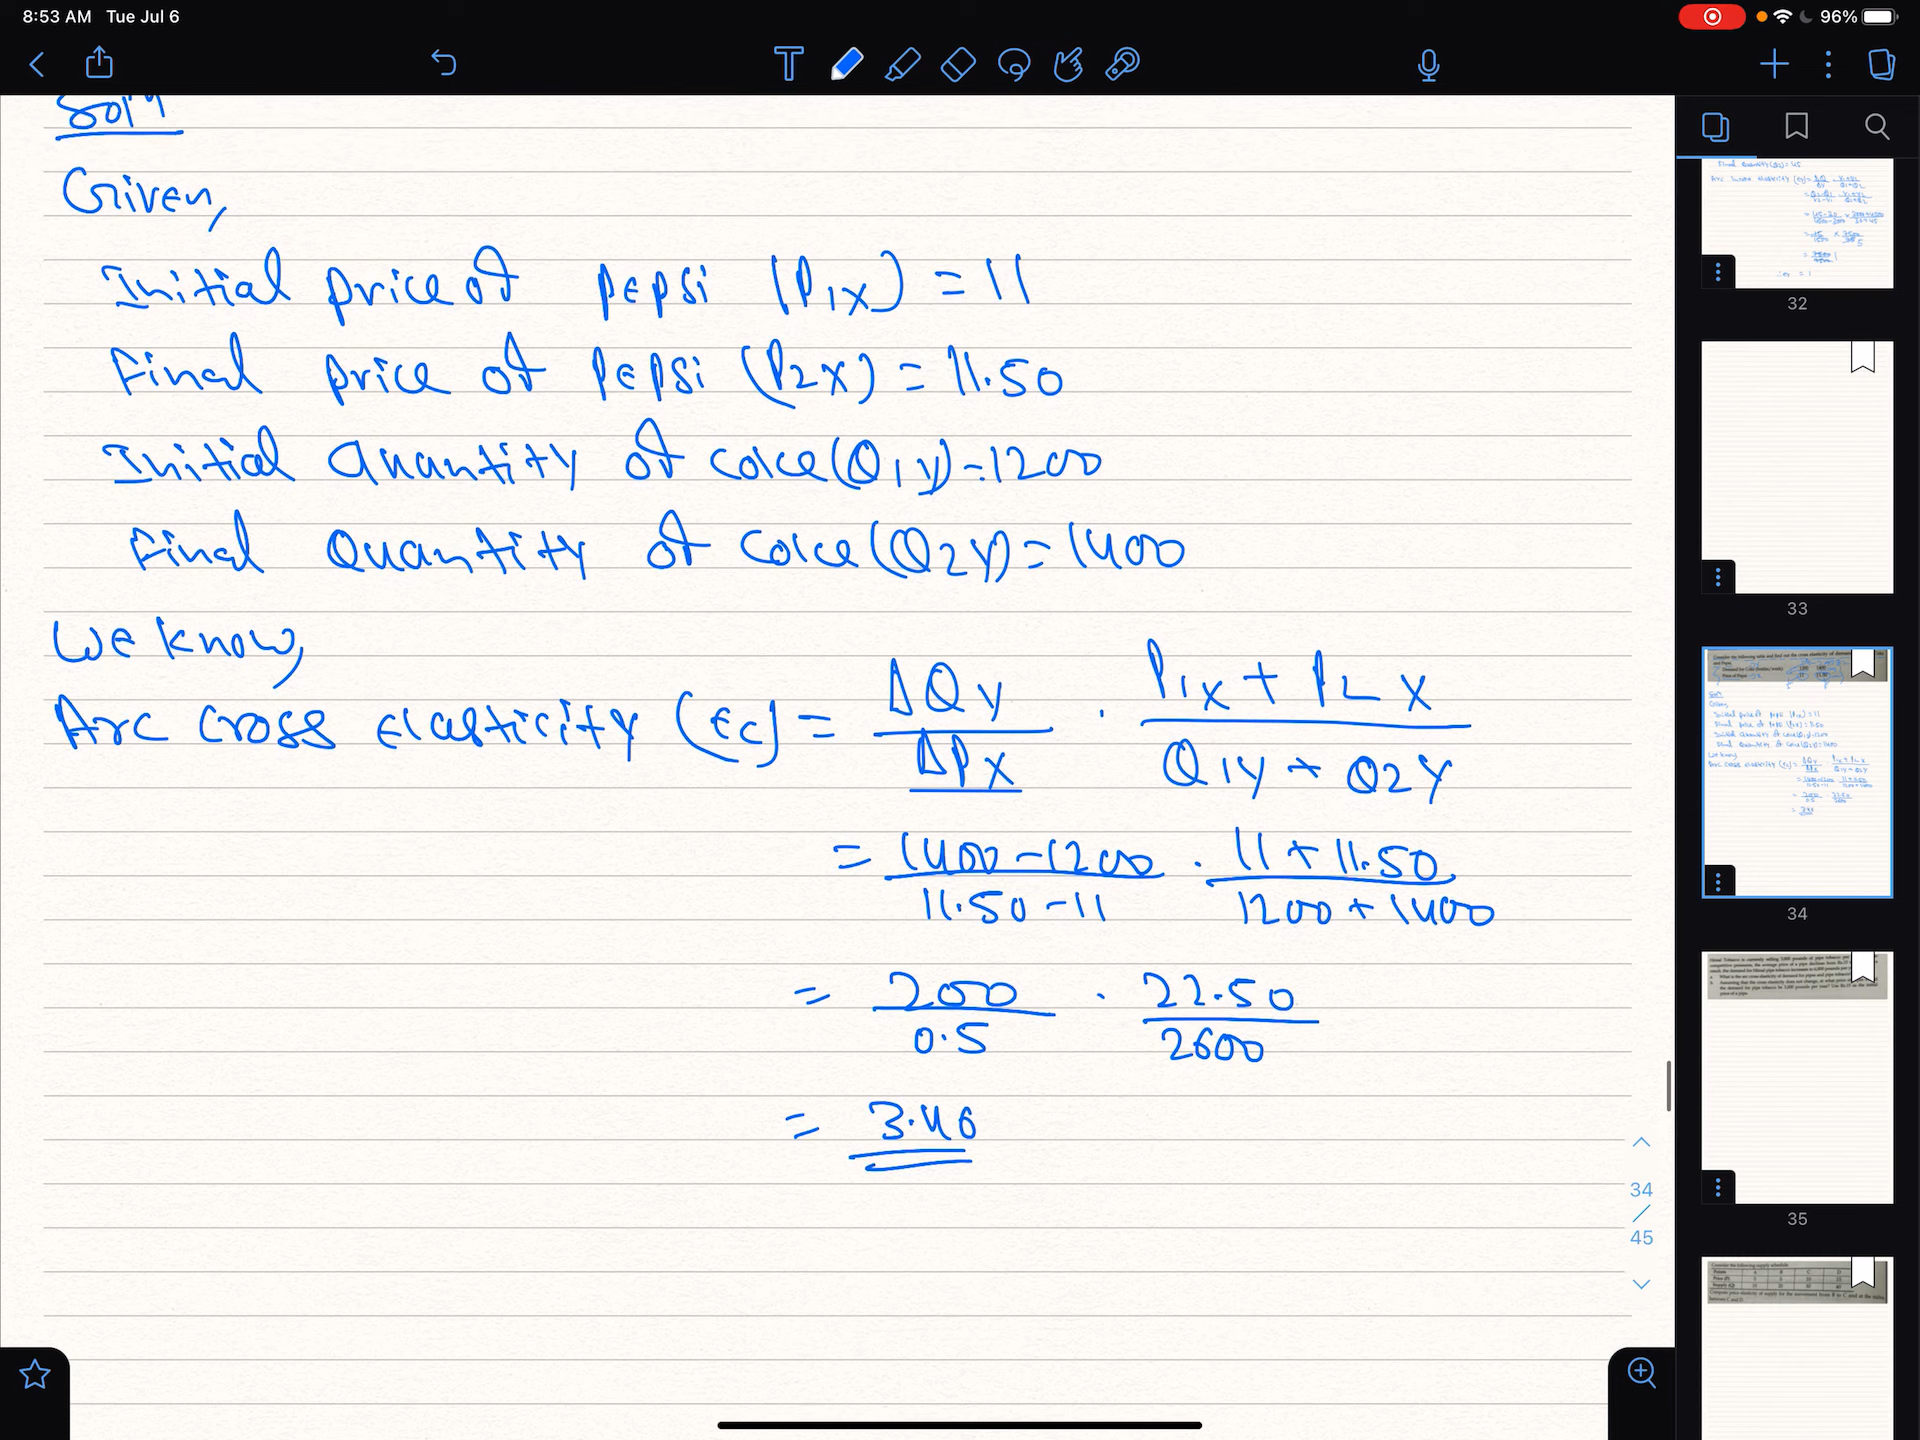 8:53 AM Tue Jul 6
96%
Soln
Given,
Initial price of pepsi (P1X) = 11
Final price of pepsi (P2X) = 11.50
Initial Quantity of coke (Q1Y) = 1200
Final Quantity of coke (Q2Y) = 1400
We know,
Arc cross elasticity (Ec) = ΔQY / ΔPX . P1X + P2X / Q1Y + Q2Y
= 1400 - 1200 / 11.50 - 11 . 11 + 11.50 / 1200 + 1400
= 200 / 0.5 . 22.50 / 2600
= 3.46
34
/
45
32
33
34
35